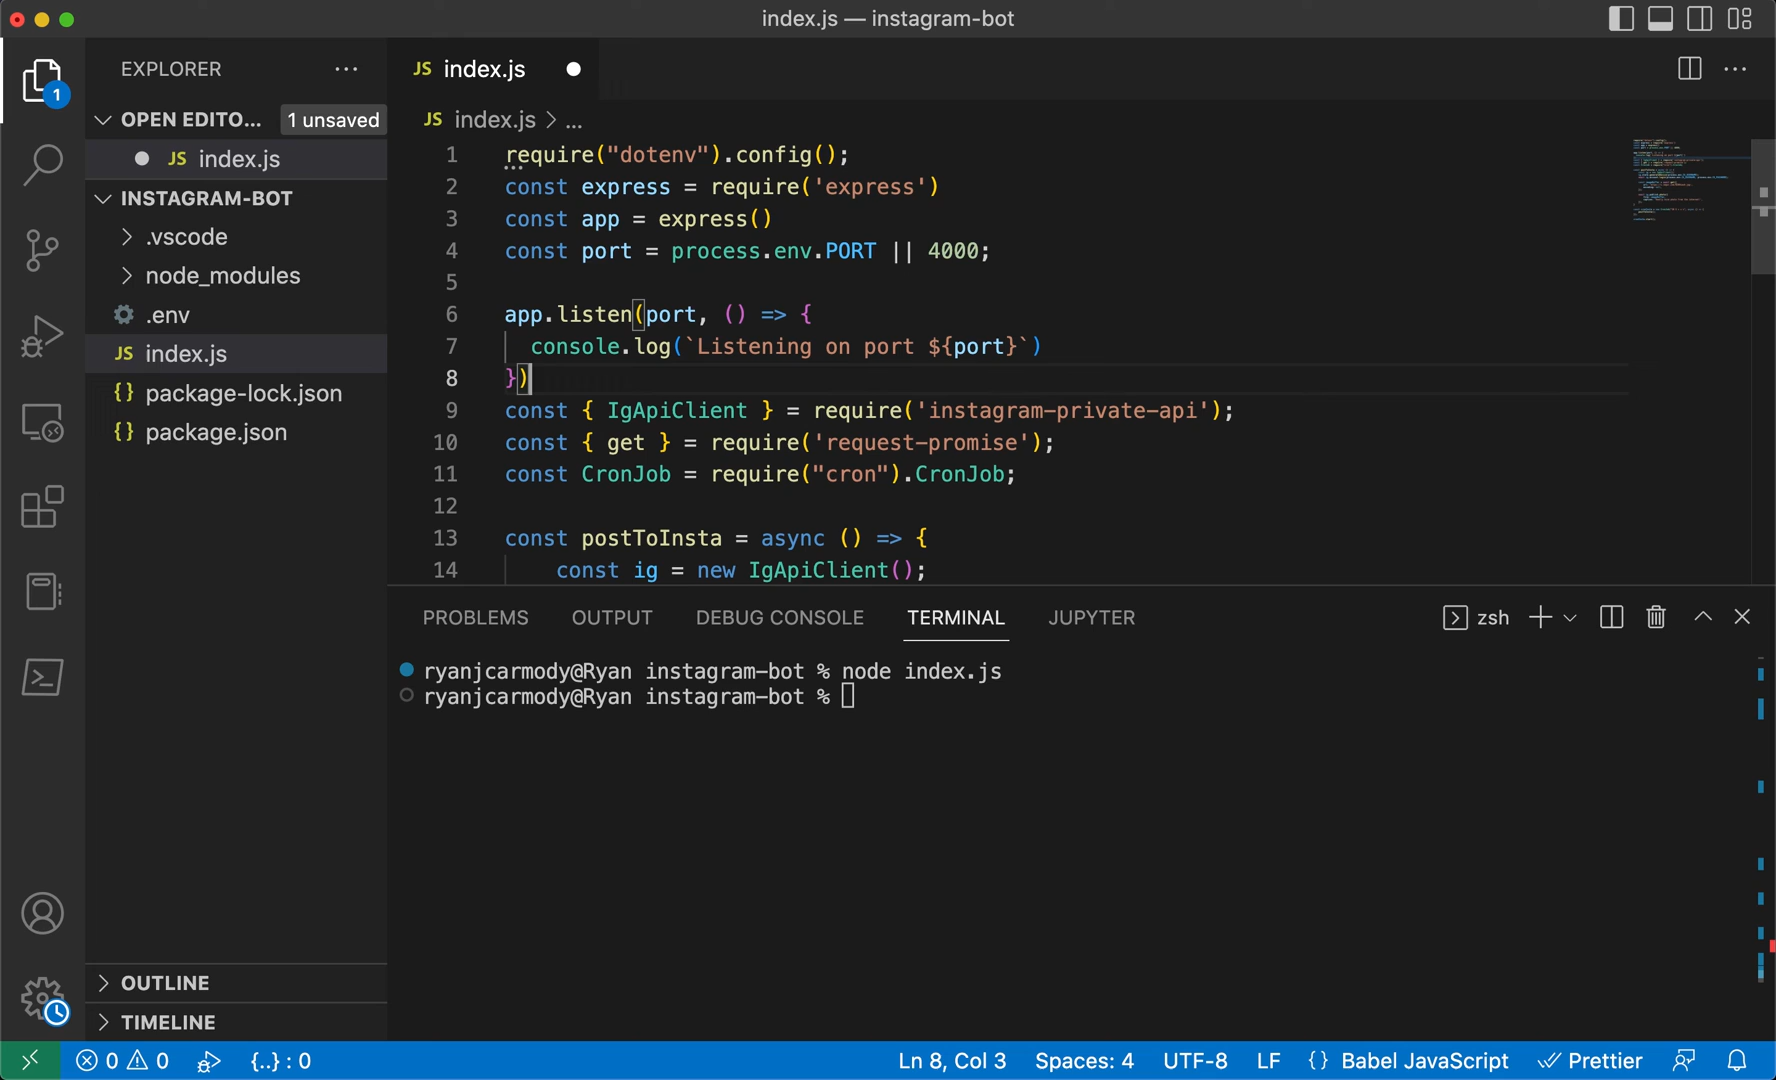 index.js — instagram-bot
EXPLORER
JS index.js
1
OPEN EDITO... 1 unsaved
JS index.js
INSTAGRAM-BOT
.vscode
node_modules
.env
JS index.js
{} package-lock.json
{} package.json
OUTLINE
TIMELINE
JS index.js > ...
1 require("dotenv").config();
2 const express = require('express')
3 const app = express()
4 const port = process.env.PORT || 4000;
5
6 app.listen(port, () => {
7 console.log(`Listening on port ${port}`)
8 })
9 const { IgApiClient } = require('instagram-private-api');
10 const { get } = require('request-promise');
11 const CronJob = require("cron").CronJob;
12
13 const postToInsta = async () => {
14 const ig = new IgApiClient();
PROBLEMS OUTPUT DEBUG CONSOLE TERMINAL JUPYTER zsh
ryanjcarmody@Ryan instagram-bot % node index.js
ryanjcarmody@Ryan instagram-bot %
0 0 {..} : 0 Ln 8, Col 3 Spaces: 4 UTF-8 LF {} Babel JavaScript Prettier